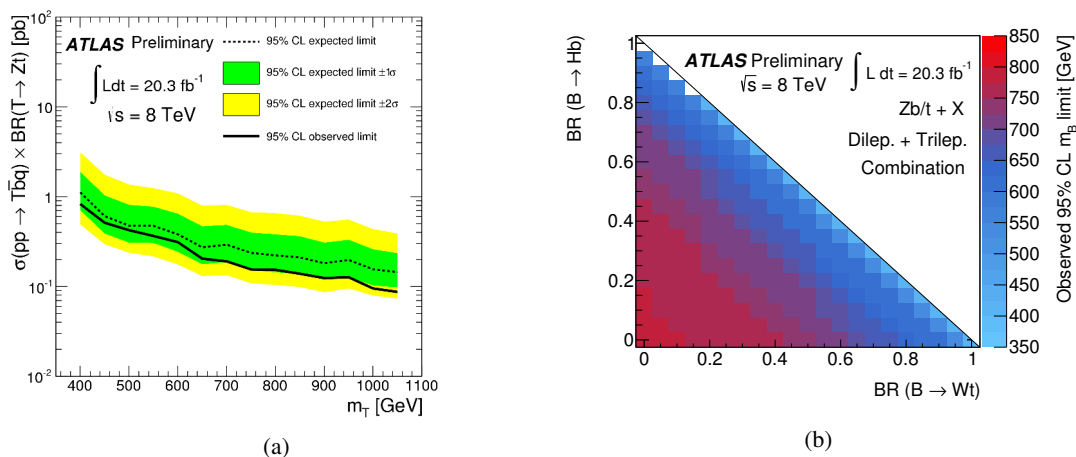 σ(pp → Tb̄q) × BR(T→ Zt) [pb]
10²
10
1
10⁻¹
10⁻²
ATLAS Preliminary
∫ Ldt = 20.3 fb⁻¹
√s = 8 TeV
95% CL expected limit
95% CL expected limit ±1σ
95% CL expected limit ±2σ
95% CL observed limit
400 500 600 700 800 900 1000 1100
m_T [GeV]
(a)
BR (B → Hb)
1
0.8
0.6
0.4
0.2
0
ATLAS Preliminary
√s = 8 TeV ∫ L dt = 20.3 fb⁻¹
Zb/t + X
Dilep. + Trilep.
Combination
0 0.2 0.4 0.6 0.8 1
BR (B → Wt)
850
800
750
700
650
600
550
500
450
400
350
Observed 95% CL m_B limit [GeV]
(b)